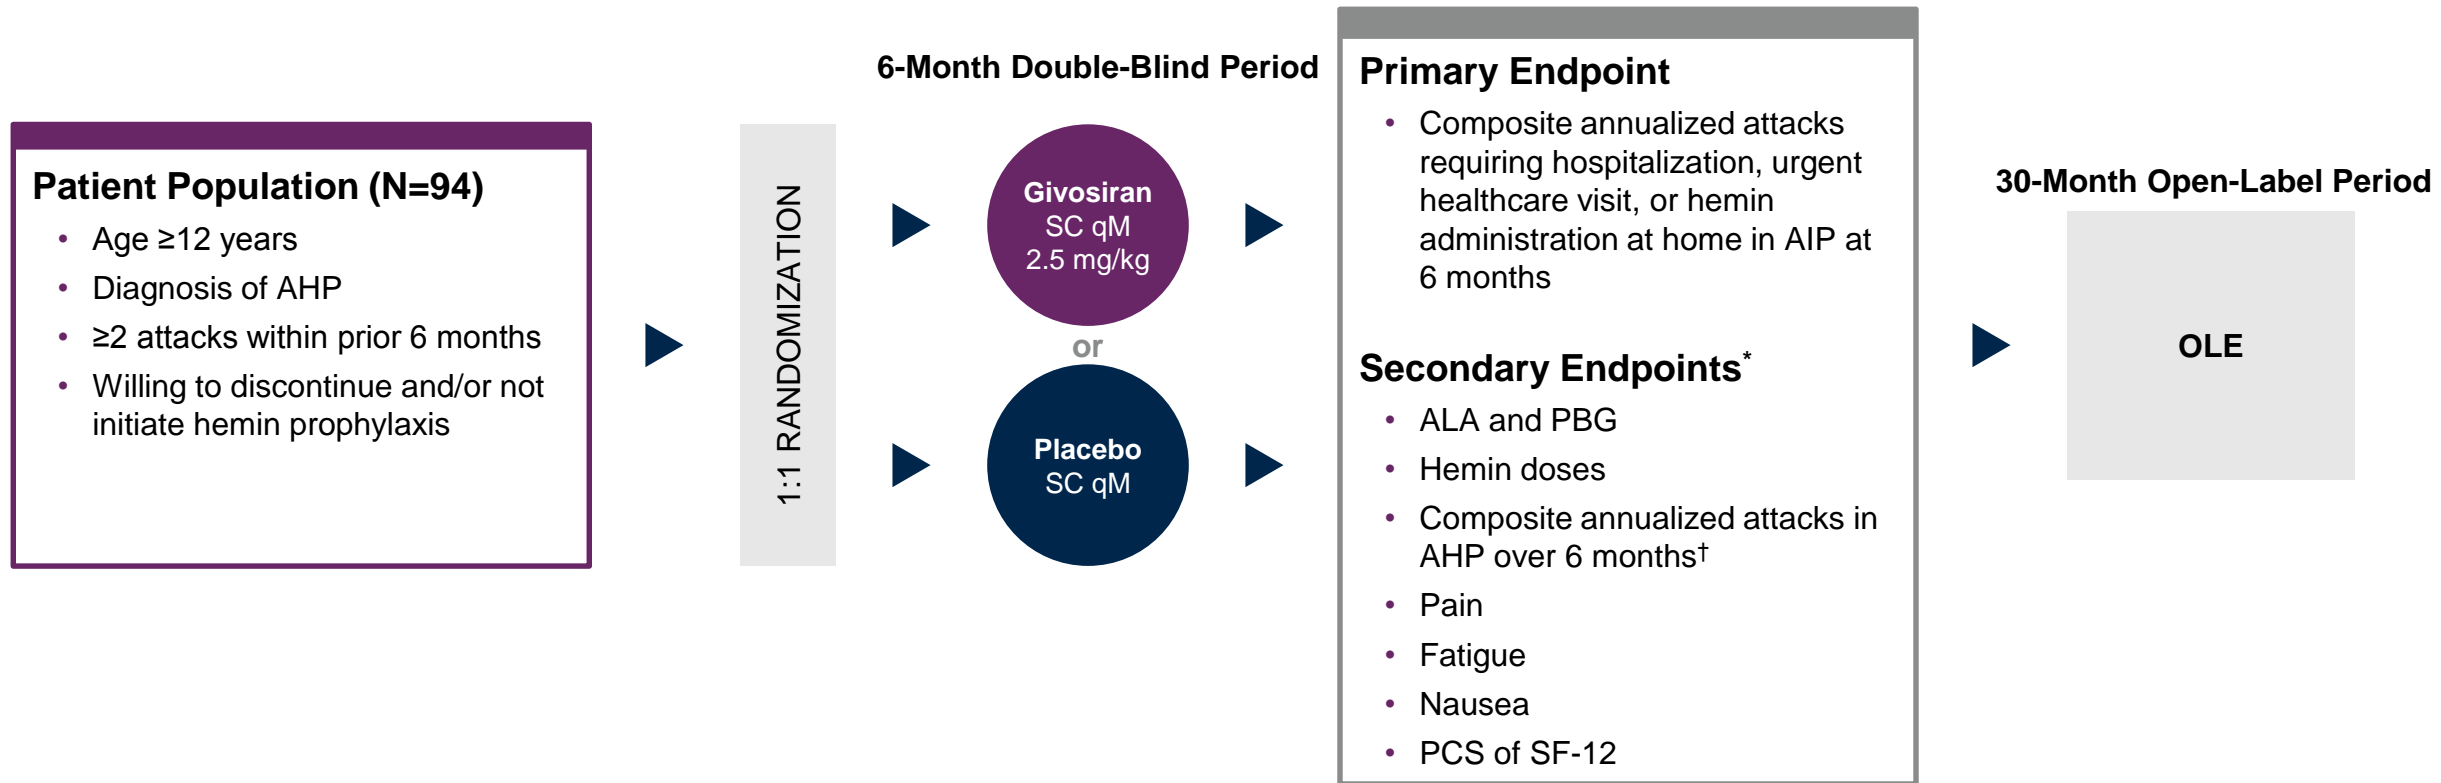 Patient Population (N=94)
• Age ≥12 years
• Diagnosis of AHP
• ≥2 attacks within prior 6 months
• Willing to discontinue and/or not
initiate hemin prophylaxis
1:1 RANDOMIZATION
6-Month Double-Blind Period
Givosiran
SC qM
2.5 mg/kg
or
Placebo
SC qM
Primary Endpoint
• Composite annualized attacks
requiring hospitalization, urgent
healthcare visit, or hemin
administration at home in AIP at
6 months
Secondary Endpoints*
• ALA and PBG
• Hemin doses
• Composite annualized attacks in
AHP over 6 months†
• Pain
• Fatigue
• Nausea
• PCS of SF-12
30-Month Open-Label Period
OLE